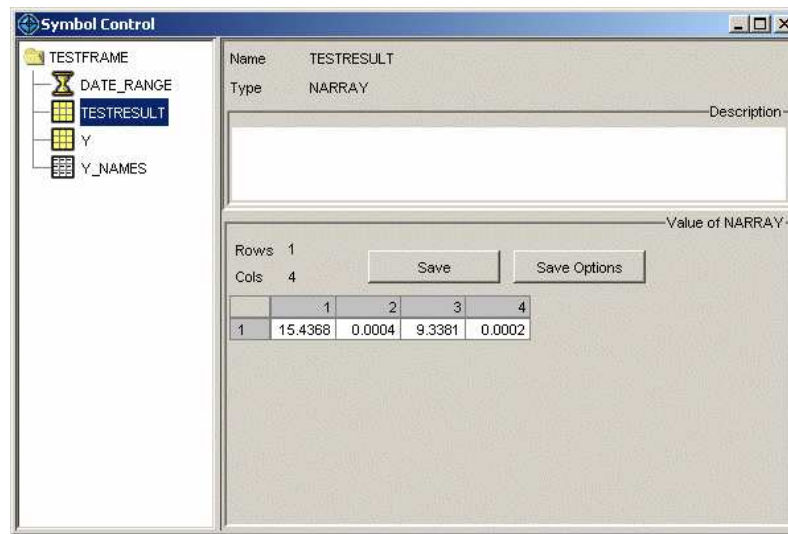 Symbol Control
TESTFRAME
DATE_RANGE
TESTRESULT
Y
Y_NAMES
Name TESTRESULT
Type NARRAY
Description
Value of NARRAY
Rows 1
Cols 4
Save
Save Options
1 2 3 4
1 15.4368 0.0004 9.3381 0.0002